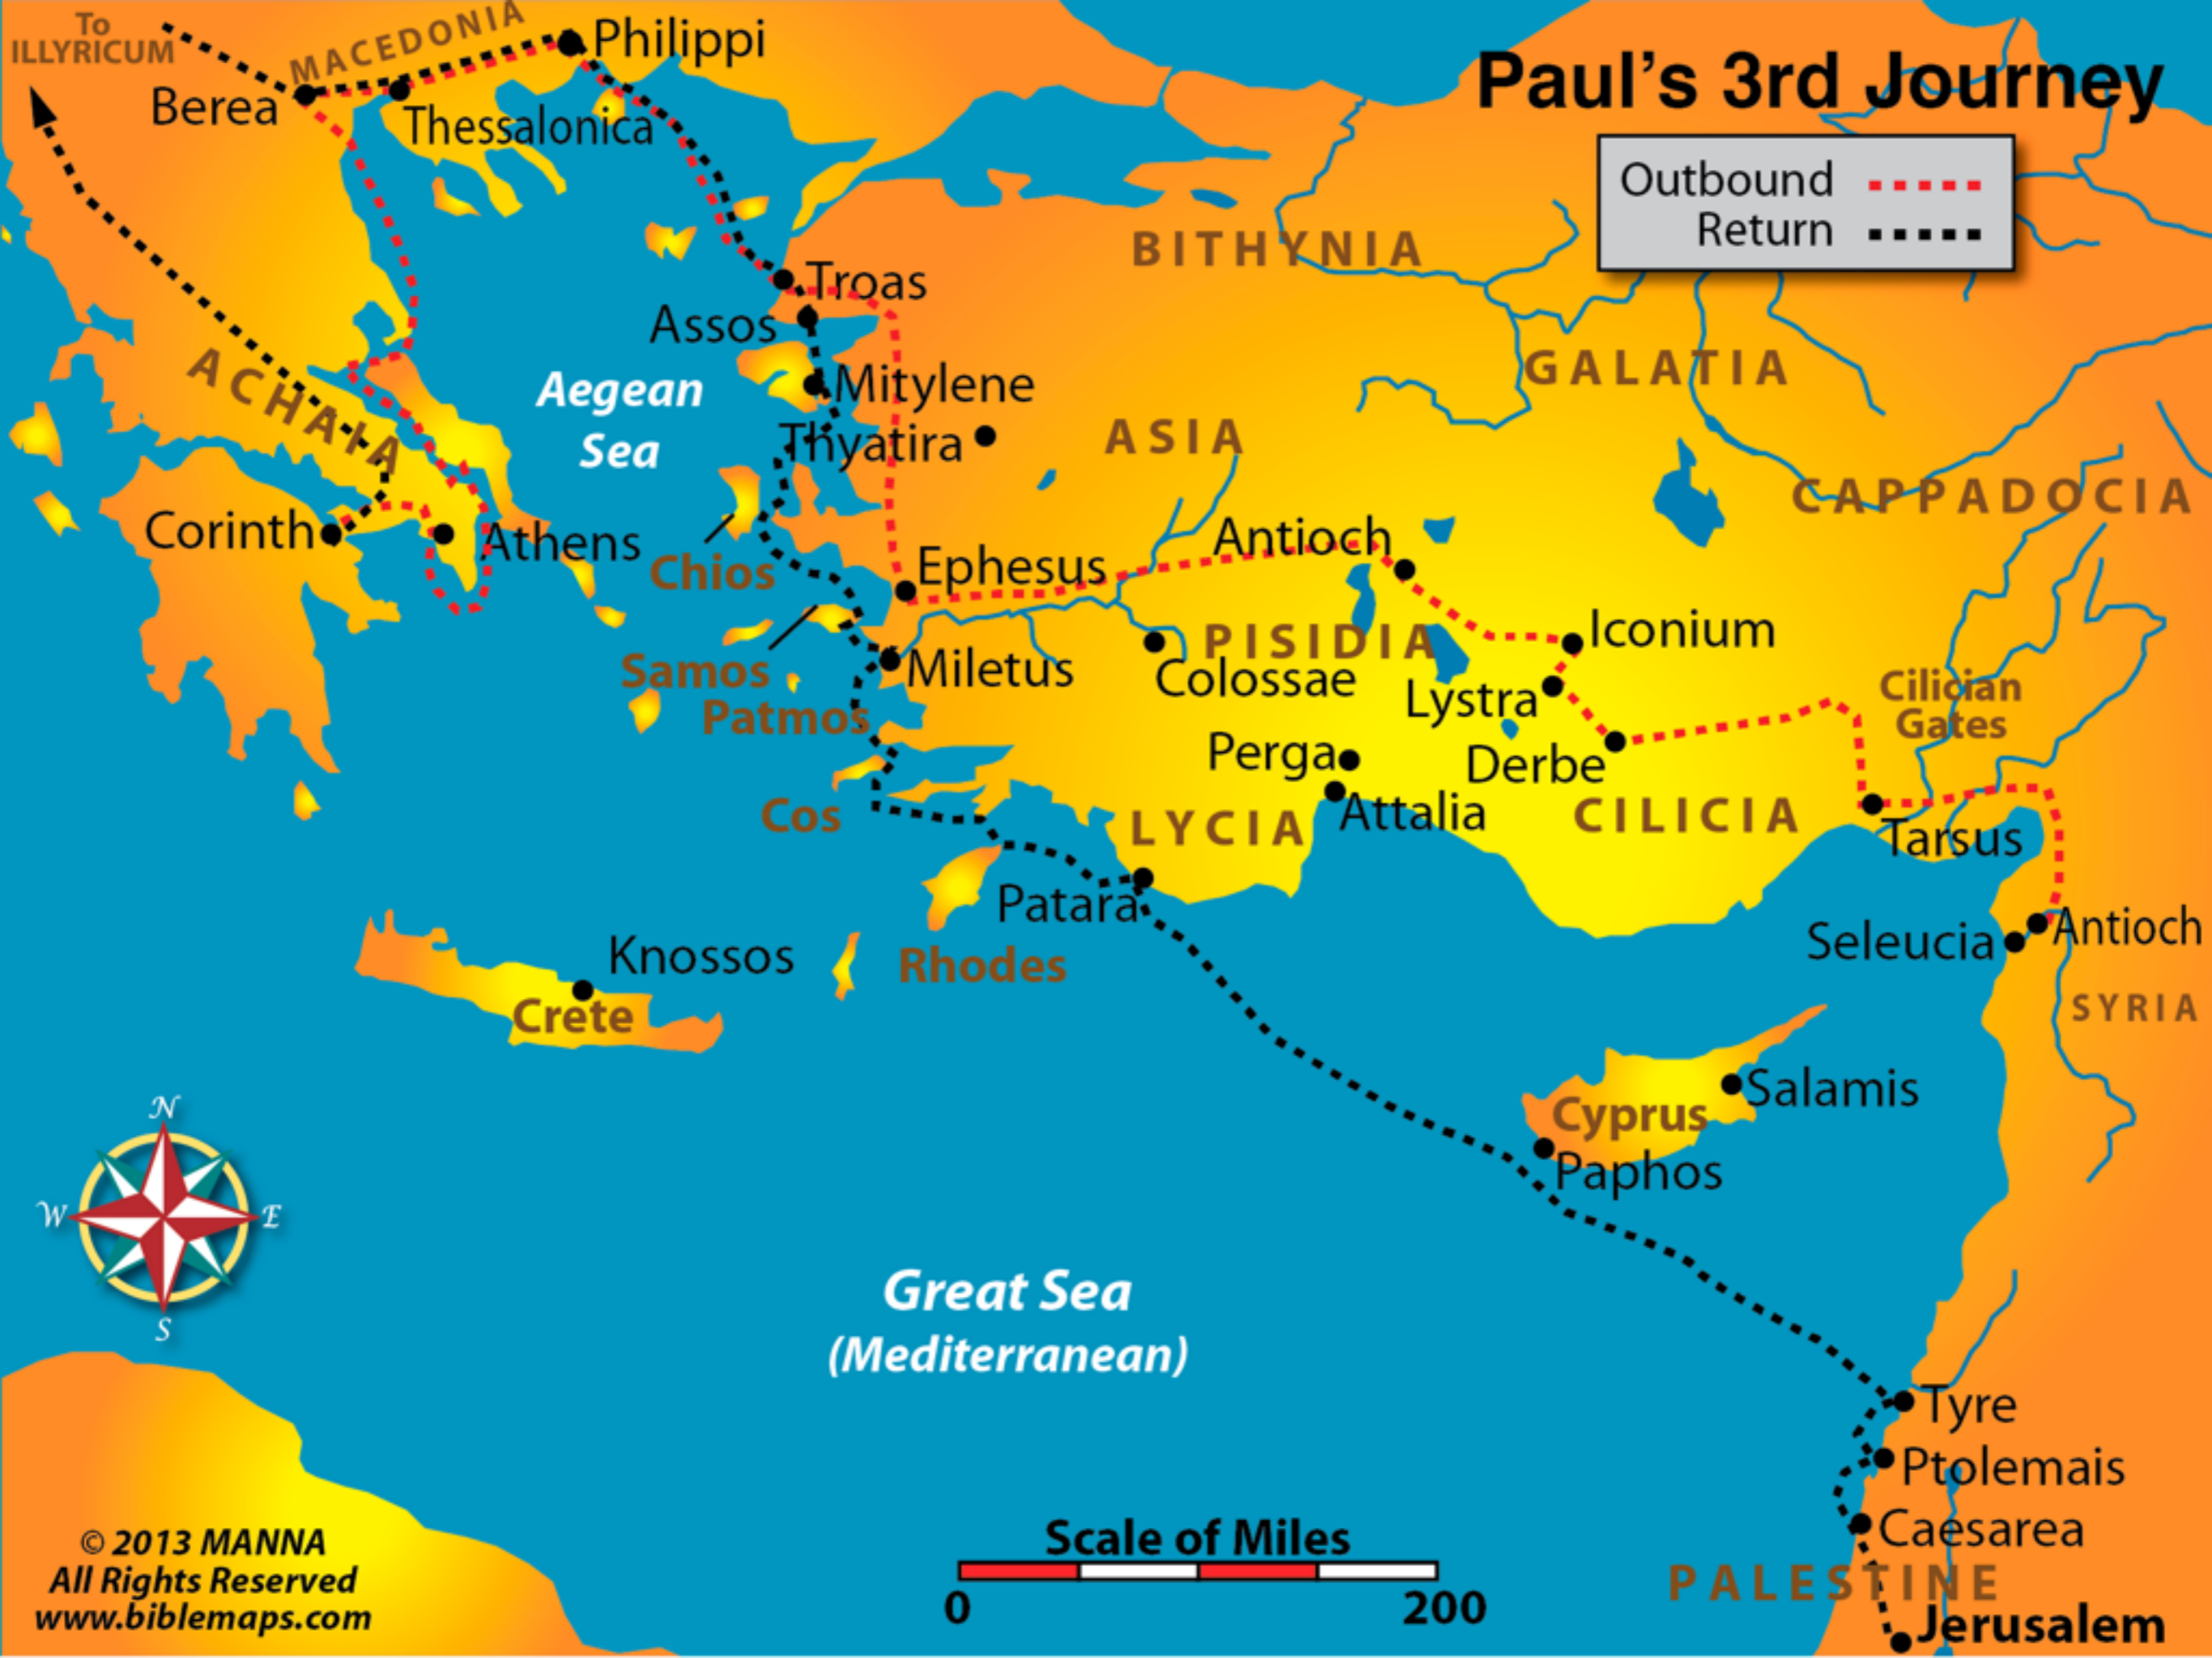 To
ILLYRICUM
MACEDONIA
Philippi
Paul's 3rd Journey
Berea
Thessalonica
Outbound
Return
BITHYNIA
Troas
Assos
ACHAIA
Aegean
Sea
Mitylene
GALATIA
Thyatira
ASIA
CAPPADOCIA
Corinth
Athens
Chios
Ephesus
Antioch
Iconium
Samos
Patmos
Miletus
PISIDIA
Colossae
Lystra
Cilician
Gates
Perga
Derbe
Cos
LYCIA
Attalia
CILICIA
Tarsus
Patara
Seleucia
Antioch
Knossos
Rhodes
Crete
SYRIA
Salamis
Cyprus
Paphos
N
W
E
S
Great Sea
(Mediterranean)
Tyre
Ptolemais
Caesarea
PALESTINE
Jerusalem
Scale of Miles
0
200
© 2013 MANNA
All Rights Reserved
www.biblemaps.com